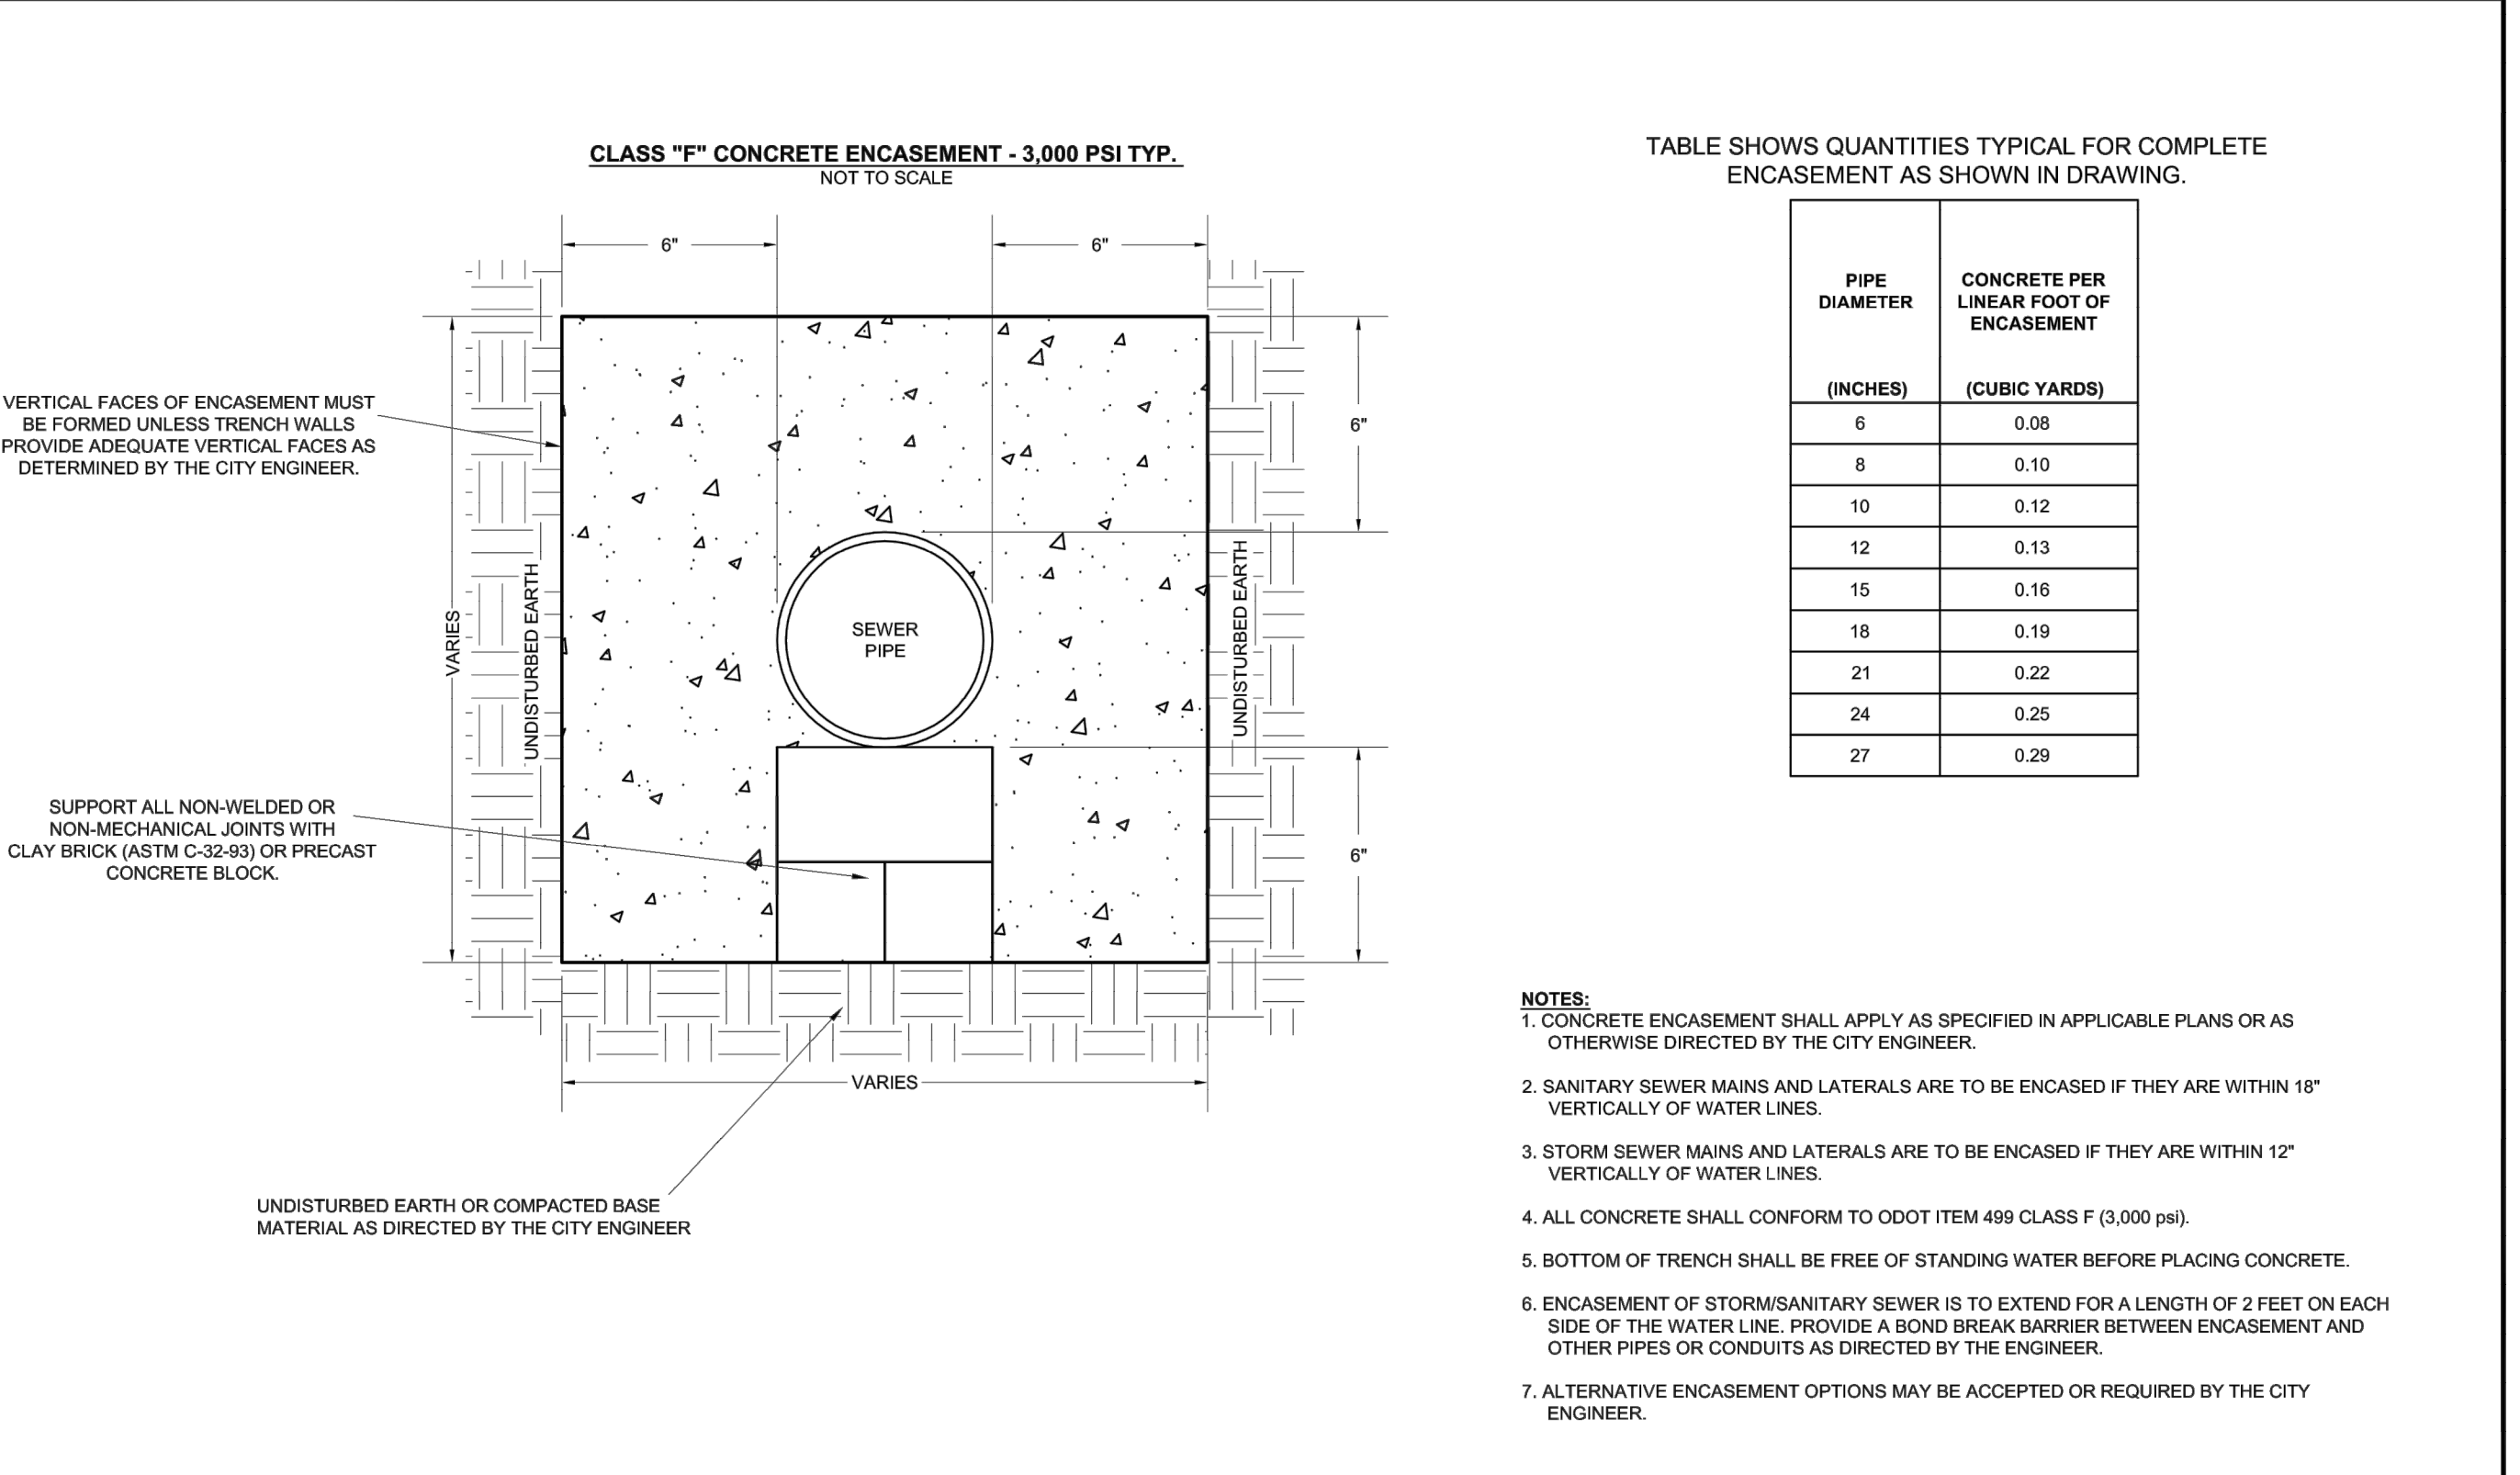 CLASS "F" CONCRETE ENCASEMENT - 3,000 PSI TYP.
NOT TO SCALE
6"
6"
VERTICAL FACES OF ENCASEMENT MUST
BE FORMED UNLESS TRENCH WALLS
PROVIDE ADEQUATE VERTICAL FACES AS
DETERMINED BY THE CITY ENGINEER.
6"
VARIES
UNDISTURBED EARTH
SEWER
PIPE
UNDISTURBED EARTH
SUPPORT ALL NON-WELDED OR
NON-MECHANICAL JOINTS WITH
CLAY BRICK (ASTM C-32-93) OR PRECAST
CONCRETE BLOCK.
6"
VARIES
UNDISTURBED EARTH OR COMPACTED BASE
MATERIAL AS DIRECTED BY THE CITY ENGINEER
TABLE SHOWS QUANTITIES TYPICAL FOR COMPLETE
ENCASEMENT AS SHOWN IN DRAWING.
PIPE
DIAMETER
(INCHES)
CONCRETE PER
LINEAR FOOT OF
ENCASEMENT
(CUBIC YARDS)
6 0.08
8 0.10
10 0.12
12 0.13
15 0.16
18 0.19
21 0.22
24 0.25
27 0.29
NOTES:
1. CONCRETE ENCASEMENT SHALL APPLY AS SPECIFIED IN APPLICABLE PLANS OR AS
OTHERWISE DIRECTED BY THE CITY ENGINEER.
2. SANITARY SEWER MAINS AND LATERALS ARE TO BE ENCASED IF THEY ARE WITHIN 18"
VERTICALLY OF WATER LINES.
3. STORM SEWER MAINS AND LATERALS ARE TO BE ENCASED IF THEY ARE WITHIN 12"
VERTICALLY OF WATER LINES.
4. ALL CONCRETE SHALL CONFORM TO ODOT ITEM 499 CLASS F (3,000 psi).
5. BOTTOM OF TRENCH SHALL BE FREE OF STANDING WATER BEFORE PLACING CONCRETE.
6. ENCASEMENT OF STORM/SANITARY SEWER IS TO EXTEND FOR A LENGTH OF 2 FEET ON EACH
SIDE OF THE WATER LINE. PROVIDE A BOND BREAK BARRIER BETWEEN ENCASEMENT AND
OTHER PIPES OR CONDUITS AS DIRECTED BY THE ENGINEER.
7. ALTERNATIVE ENCASEMENT OPTIONS MAY BE ACCEPTED OR REQUIRED BY THE CITY
ENGINEER.